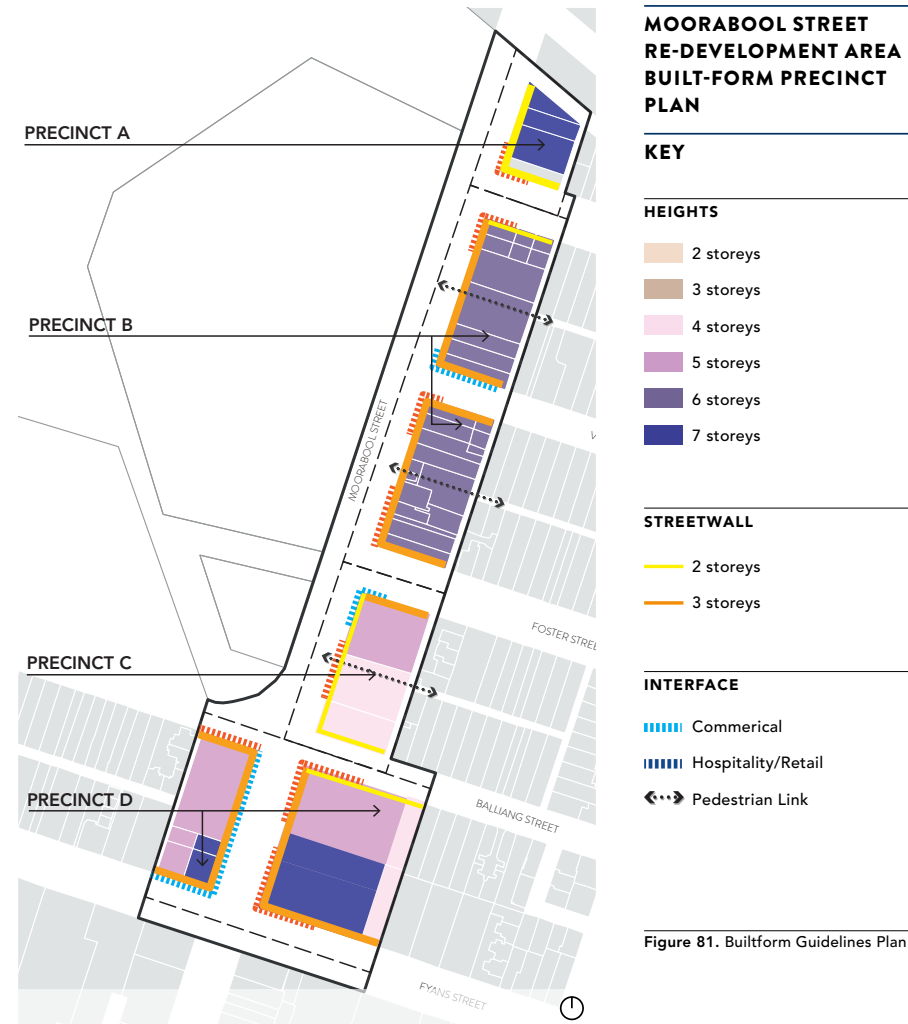 MOORABOOL STREET
RE-DEVELOPMENT AREA
BUILT-FORM PRECINCT
PLAN
KEY
HEIGHTS
2 storeys
3 storeys
4 storeys
5 storeys
6 storeys
7 storeys
STREETWALL
2 storeys
3 storeys
INTERFACE
Commerical
Hospitality/Retail
Pedestrian Link
Figure 81. Builtform Guidelines Plan
PRECINCT A
PRECINCT B
MOORABOOL STREET
V
FOSTER STREE
PRECINCT C
PRECINCT D
BALLIANG STREET
FYANS STREET